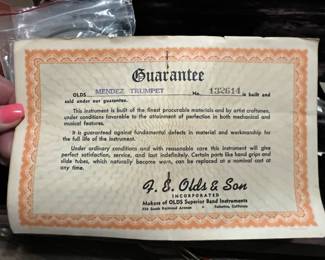 Guarantee
OLDS MENDEZ TRUMPET No. 132614 is built and
sold under our guarantee.
This instrument is built of the finest procurable materials and by artist craftsmen,
under conditions favorable to the attainment of perfection in both mechanical and
musical features.
It is guaranteed against fundamental defects in material and workmanship for
the full life of the instrument.
Under ordinary conditions and with reasonable care this instrument will give
perfect satisfaction, service, and last indefinitely. Certain parts like hand grips and
slide tubes, which naturally become worn, can be replaced at a nominal cost at
any time.
F. E. Olds & Son
INCORPORATED
Makers of OLDS Superior Band Instruments
Railroad Avenue • Fullerton, California